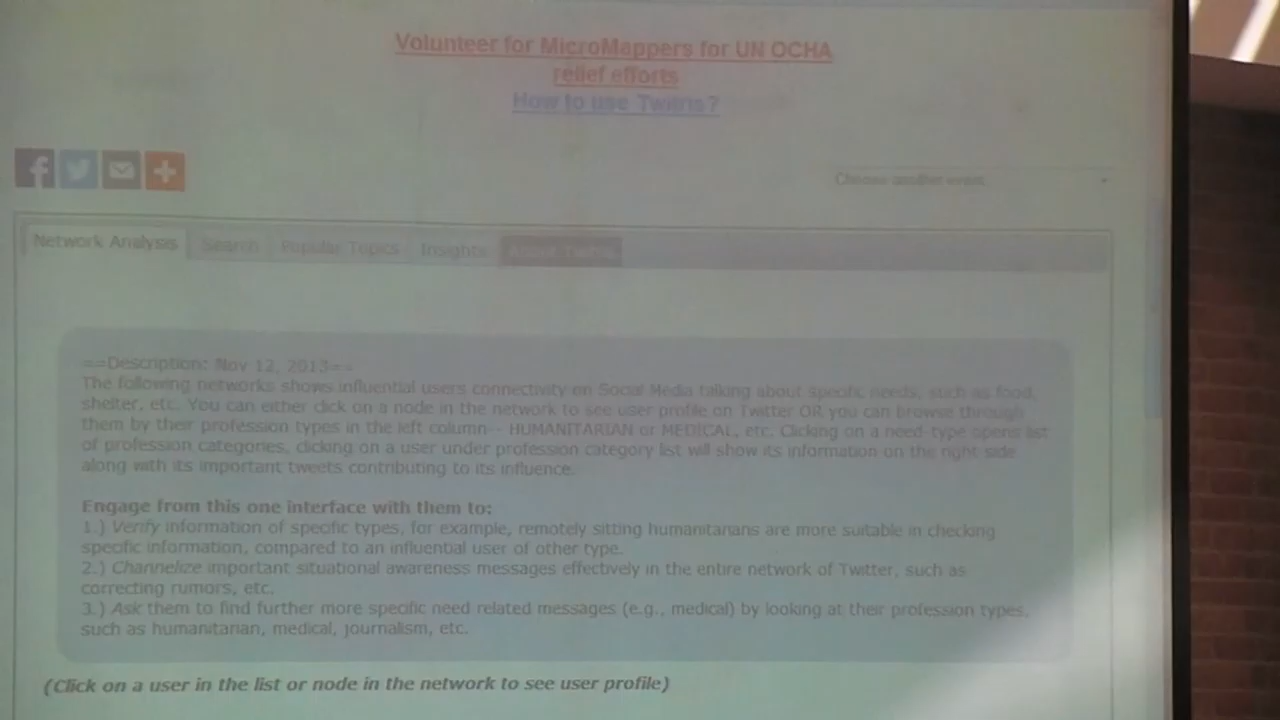 Volunteer for MicroMappers for UN OCHA
relief efforts
How to use Twitris?
Choose another event
Network Analysis Search Popular Topics Insights About Twitris
==Description: Nov 12, 2013==
The following networks shows influential users connectivity on Social Media talking about specific needs, such as food,
shelter, etc. You can either click on a node in the network to see user profile on Twitter OR you can browse through
them by their profession types in the left column-- HUMANITARIAN or MEDICAL, etc. Clicking on a need-type opens list
of profession categories, clicking on a user under profession category list will show its information on the right side
along with its important tweets contributing to its influence.
Engage from this one interface with them to:
1.) Verify information of specific types, for example, remotely sitting humanitarians are more suitable in checking
specific information, compared to an influential user of other type.
2.) Channelize important situational awareness messages effectively in the entire network of Twitter, such as
correcting rumors, etc.
3.) Ask them to find further more specific need related messages (e.g., medical) by looking at their profession types,
such as humanitarian, medical, journalism, etc.
(Click on a user in the list or node in the network to see user profile)